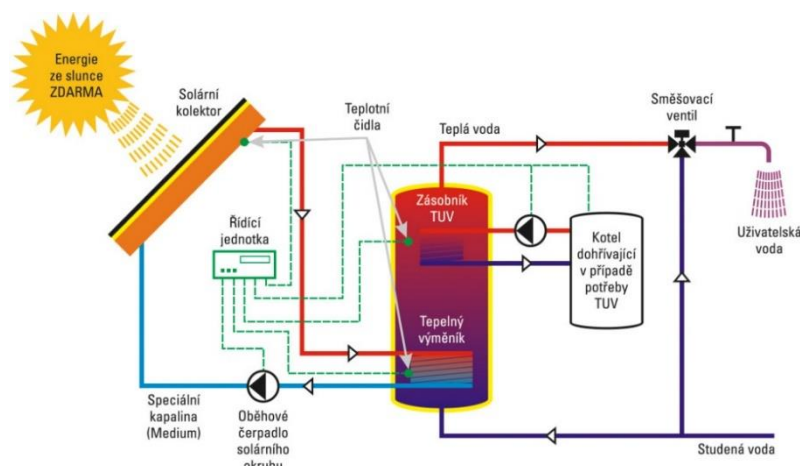 Energie
ze slunce
ZDARMA
Solární
kolektor
Teplotní
čidla
Teplá voda
Směšovací
ventil
Zásobník
TUV
Řídící
jednotka
Kotel
dohřívající
v případě
potřeby
TUV
Uživatelská
voda
Tepelný
výměník
Speciální
kapalina
(Medium)
Oběhové
čerpadlo
solárního
okruhu
Studená voda